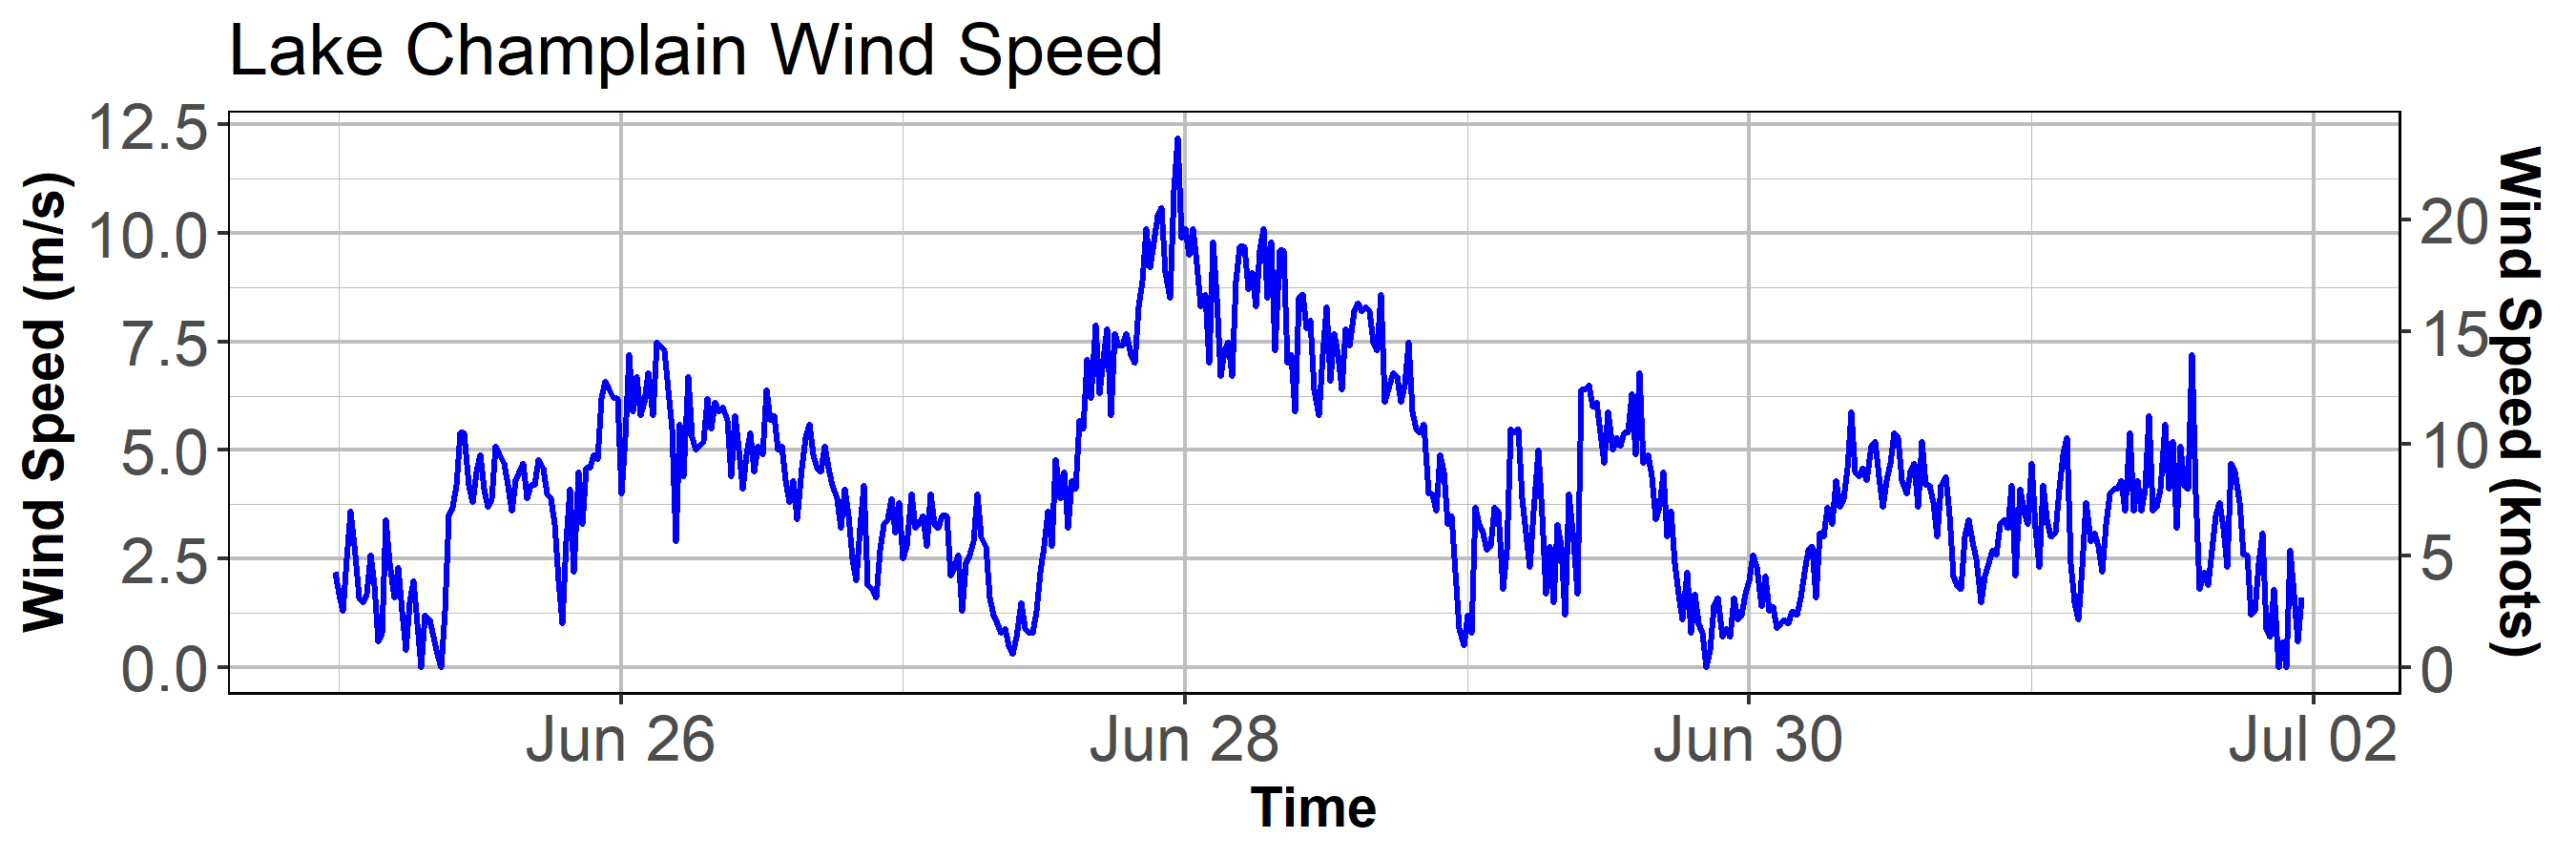 Lake Champlain Wind Speed
Wind Speed (m/s)
12.5
10.0
7.5
5.0
2.5
0.0
20
15
10
5
0
Wind Speed (knots)
Jun 26
Jun 28
Jun 30
Jul 02
Time